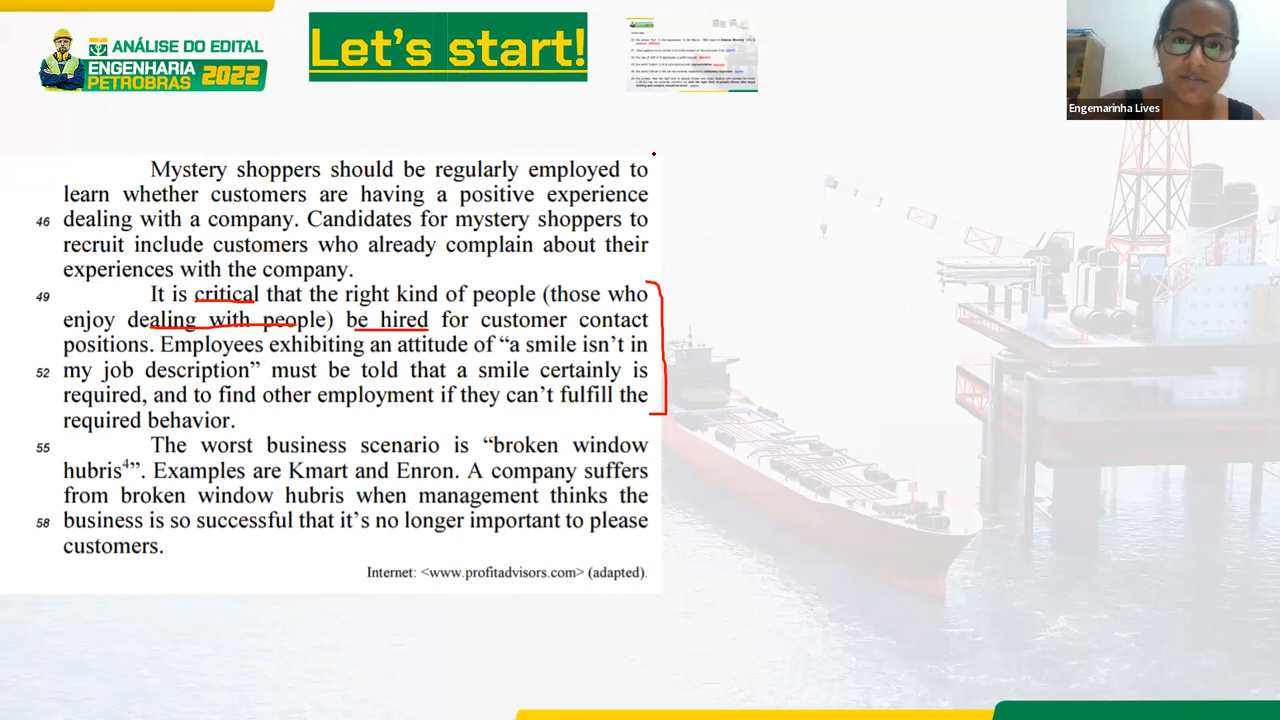 ANÁLISE DO EDITAL
ENGENHARIA
PETROBRAS
2022
Let's start!
Engemarinha Lives
Mystery shoppers should be regularly employed to
learn whether customers are having a positive experience
46 dealing with a company. Candidates for mystery shoppers to
recruit include customers who already complain about their
experiences with the company.
49 It is critical that the right kind of people (those who
enjoy dealing with people) be hired for customer contact
positions. Employees exhibiting an attitude of “a smile isn’t in
52 my job description” must be told that a smile certainly is
required, and to find other employment if they can’t fulfill the
required behavior.
55 The worst business scenario is “broken window
hubris⁴”. Examples are Kmart and Enron. A company suffers
from broken window hubris when management thinks the
58 business is so successful that it’s no longer important to please
customers.
Internet: <www.profitadvisors.com> (adapted).